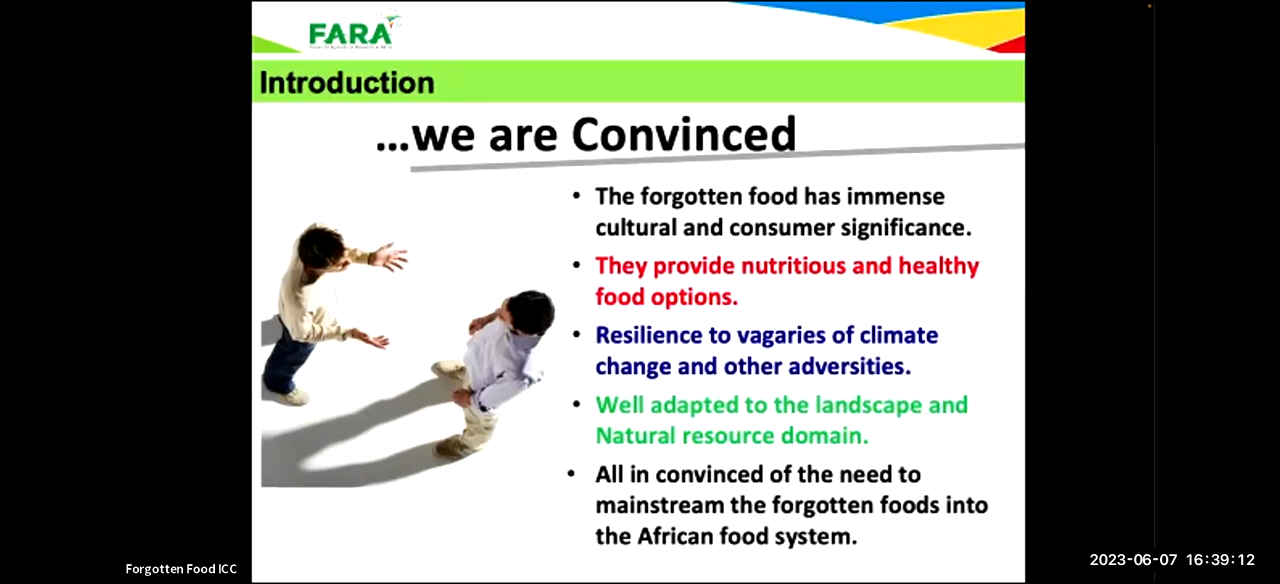 FARA
Introduction
...we are Convinced
• The forgotten food has immense
cultural and consumer significance.
• They provide nutritious and healthy
food options.
• Resilience to vagaries of climate
change and other adversities.
• Well adapted to the landscape and
Natural resource domain.
• All in convinced of the need to
mainstream the forgotten foods into
the African food system.
Forgotten Food ICC
2023-06-07 16:39:12